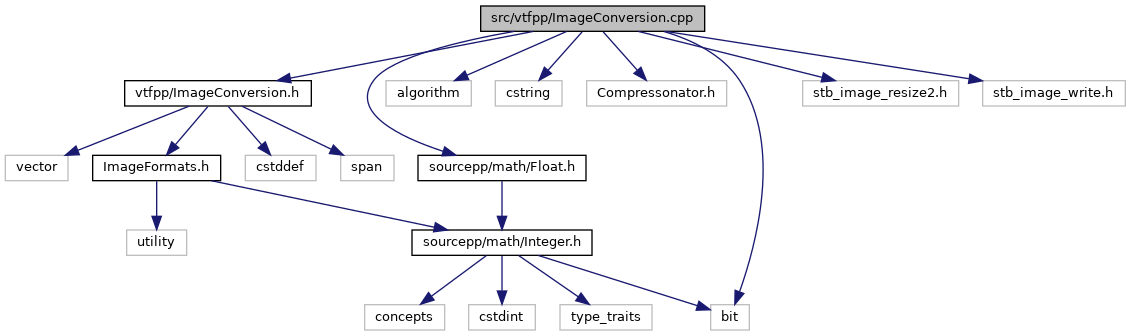 src/vtfpp/ImageConversion.cpp
vtfpp/ImageConversion.h
algorithm
cstring
Compressonator.h
stb_image_resize2.h
stb_image_write.h
vector
ImageFormats.h
cstddef
span
sourcepp/math/Float.h
utility
sourcepp/math/Integer.h
concepts
cstdint
type_traits
bit